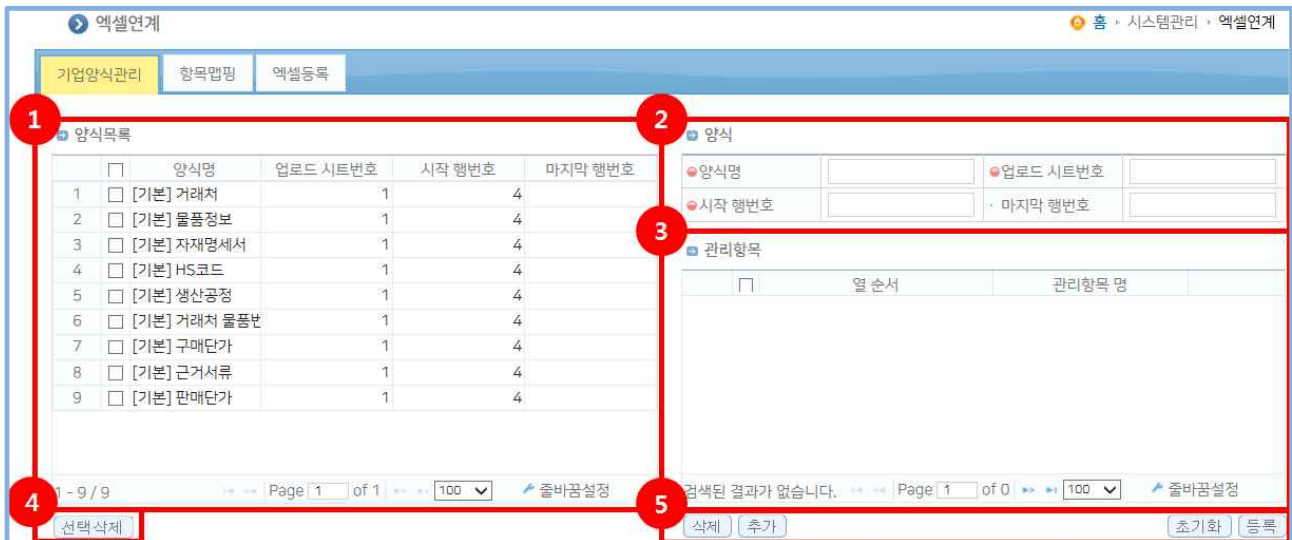 엑셀연계
홈 › 시스템관리 › 엑셀연계
기업양식관리 항목맵핑 엑셀등록
1
양식목록
양식명 업로드 시트번호 시작 행번호 마지막 행번호
1 [기본] 거래처 1 4
2 [기본] 물품정보 1 4
3 [기본] 자재명세서 1 4
4 [기본] HS코드 1 4
5 [기본] 생산공정 1 4
6 [기본] 거래처 물품번 1 4
7 [기본] 구매단가 1 4
8 [기본] 근거서류 1 4
9 [기본] 판매단가 1 4
1 - 9 / 9 Page 1 of 1 100 줄바꿈설정
2
양식
양식명 업로드 시트번호
시작 행번호 마지막 행번호
3
관리항목
열 순서 관리항목 명
검색된 결과가 없습니다. Page 1 of 0 100 줄바꿈설정
4
선택삭제
5
삭제 추가 초기화 등록